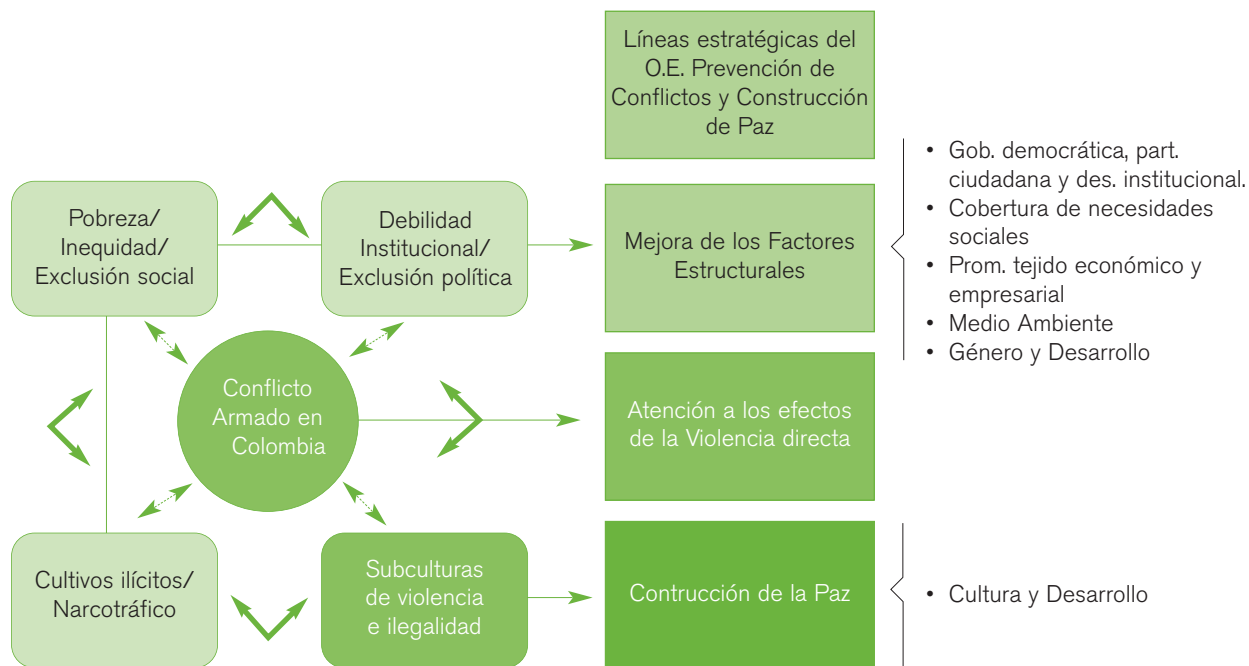 Líneas estratégicas del
O.E. Prevención de
Conflictos y Construcción
de Paz
Pobreza/
Inequidad/
Exclusión social
Debilidad
Institucional/
Exclusión política
Mejora de los Factores
Estructurales
• Gob. democrática, part.
ciudadana y des. institucional.
• Cobertura de necesidades
sociales
• Prom. tejido económico y
empresarial
• Medio Ambiente
• Género y Desarrollo
Conflicto
Armado en
Colombia
Atención a los efectos
de la Violencia directa
Cultivos ilícitos/
Narcotráfico
Subculturas
de violencia
e ilegalidad
Contrucción de la Paz
• Cultura y Desarrollo